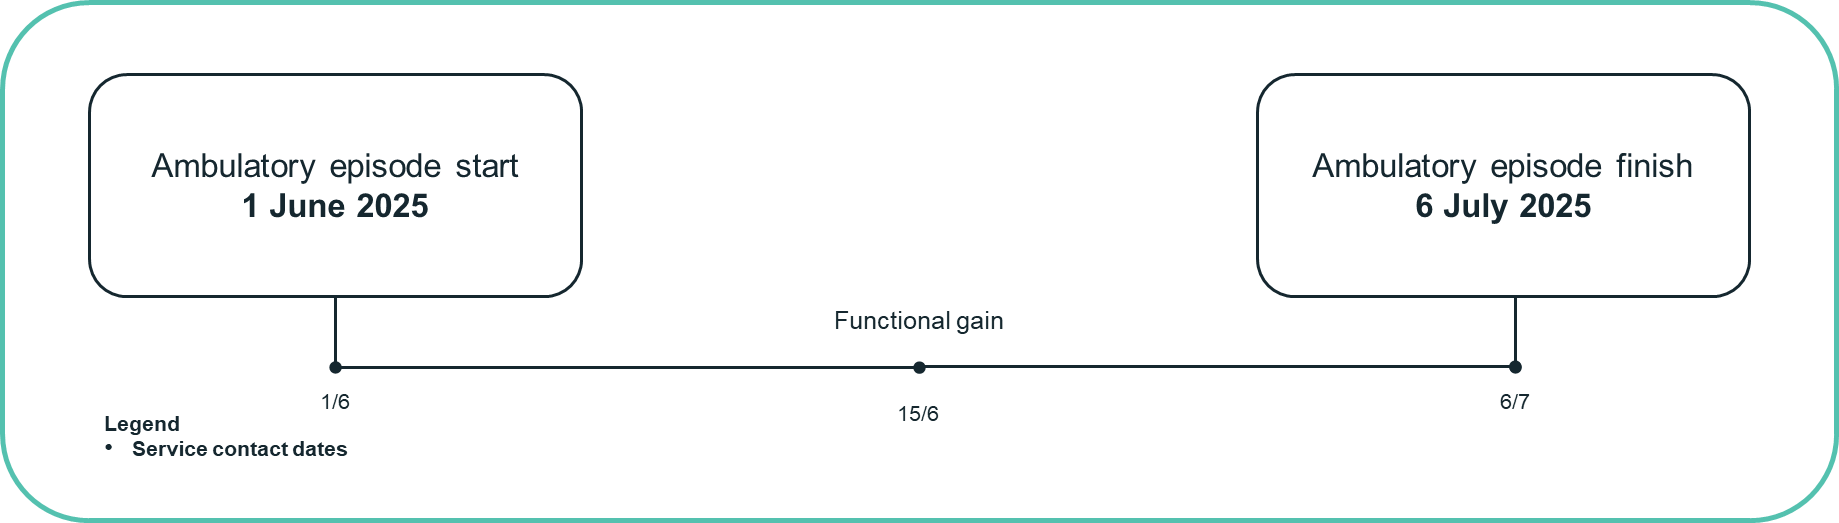 Ambulatory episode start
1 June 2025
Ambulatory episode finish
6 July 2025
Functional gain
1/6
15/6
6/7
Legend
• Service contact dates